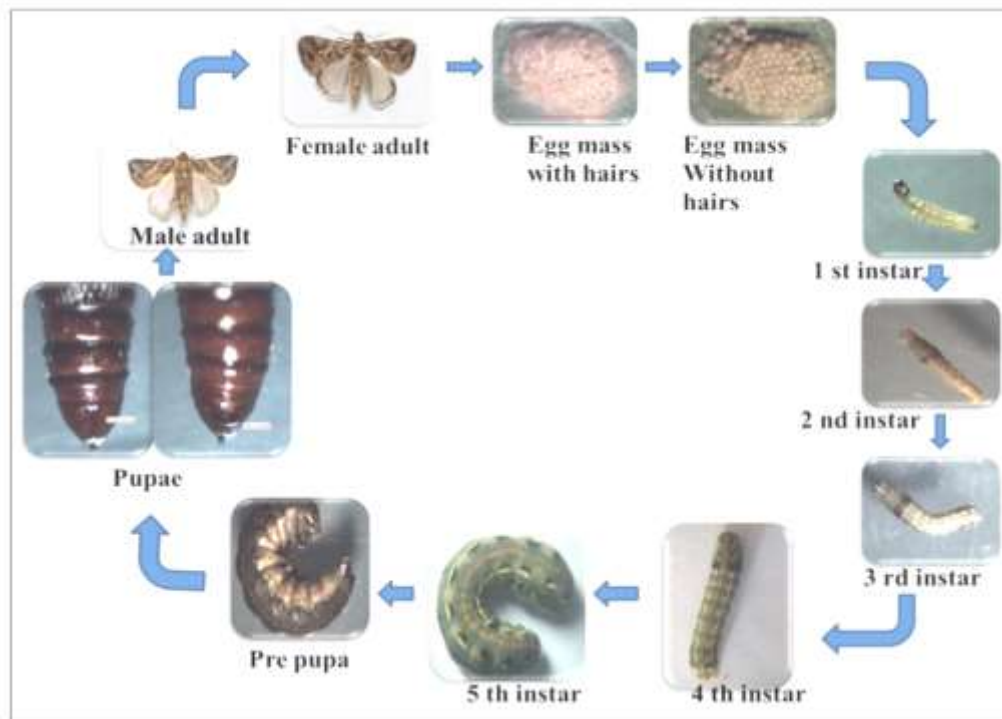 Female adult
Egg mass
with hairs
Egg mass
Without
hairs
Male adult
1 st instar
2 nd instar
3 rd instar
4 th instar
5 th instar
Pre pupa
Pupae